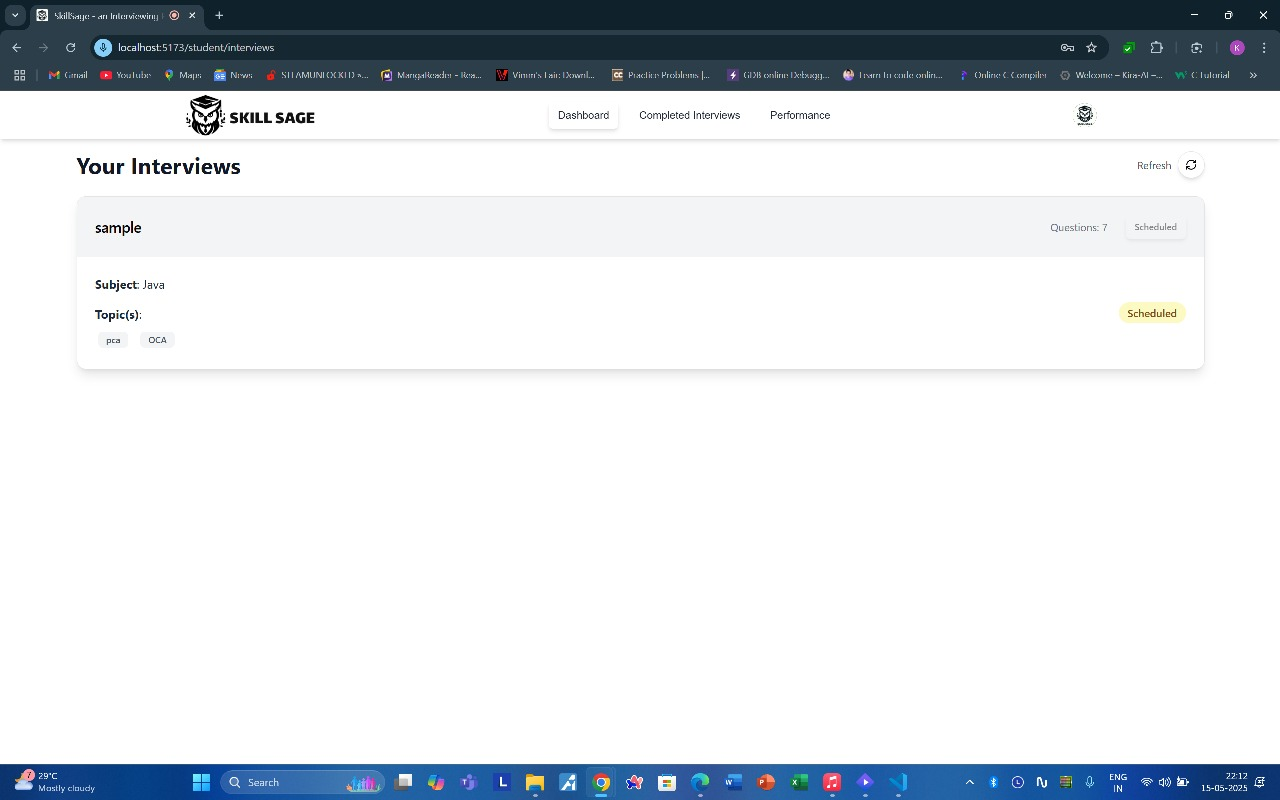 SkillSage - an Interviewing
localhost:5173/student/interviews
Gmail YouTube Maps News STEAMUNLOCKED »... MangaReader - Rea... Vimm's Lair: Downl... Practice Problems |... GDB online Debugg... Learn to code onlin... Online C Compiler Welcome – Kira-AI –... C Tutorial
SKILL SAGE Dashboard Completed Interviews Performance
Your Interviews Refresh
sample Questions: 7 Scheduled
Subject: Java
Topic(s): Scheduled
pca OCA
7 29°C Search ENG 22:12
Mostly cloudy IN 15-05-2025